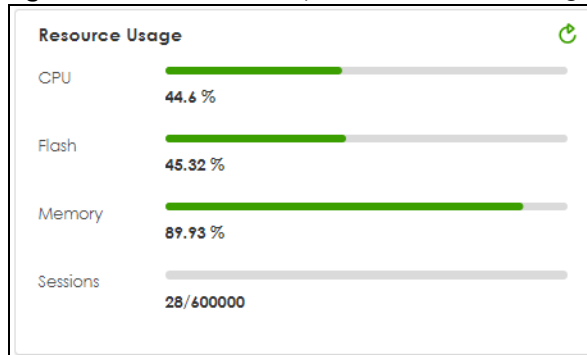 Resource Usage
CPU
44.6 %
Flash
45.32 %
Memory
89.93 %
Sessions
28/600000